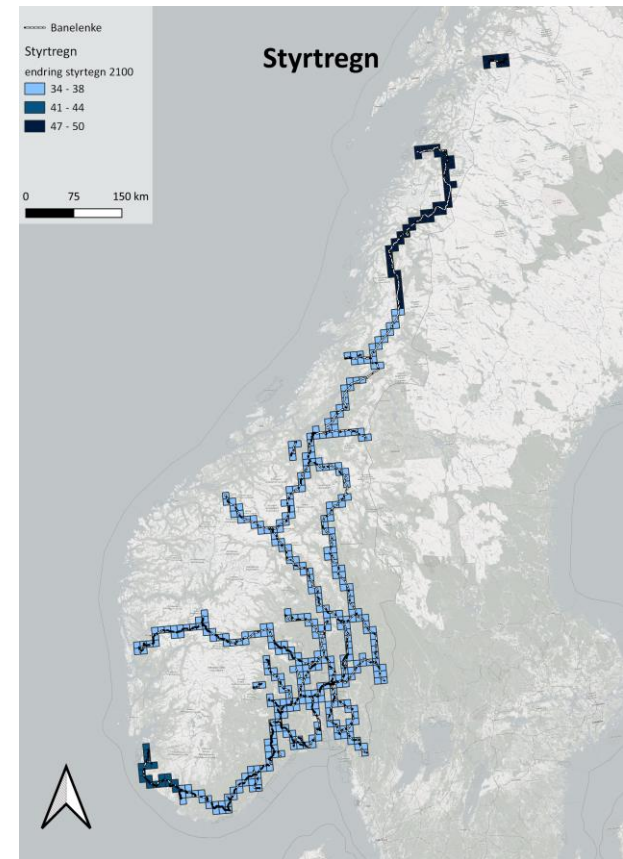 Styrtregn
Banelenke
Styrtregn
endring styrtegn 2100
34 - 38
41 - 44
47 - 50
0 75 150 km